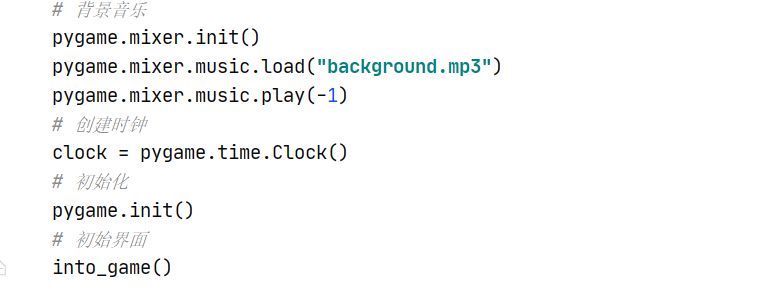 # 背景音乐
pygame.mixer.init()
pygame.mixer.music.load("background.mp3")
pygame.mixer.music.play(-1)
# 创建时钟
clock = pygame.time.Clock()
# 初始化
pygame.init()
# 初始界面
into_game()